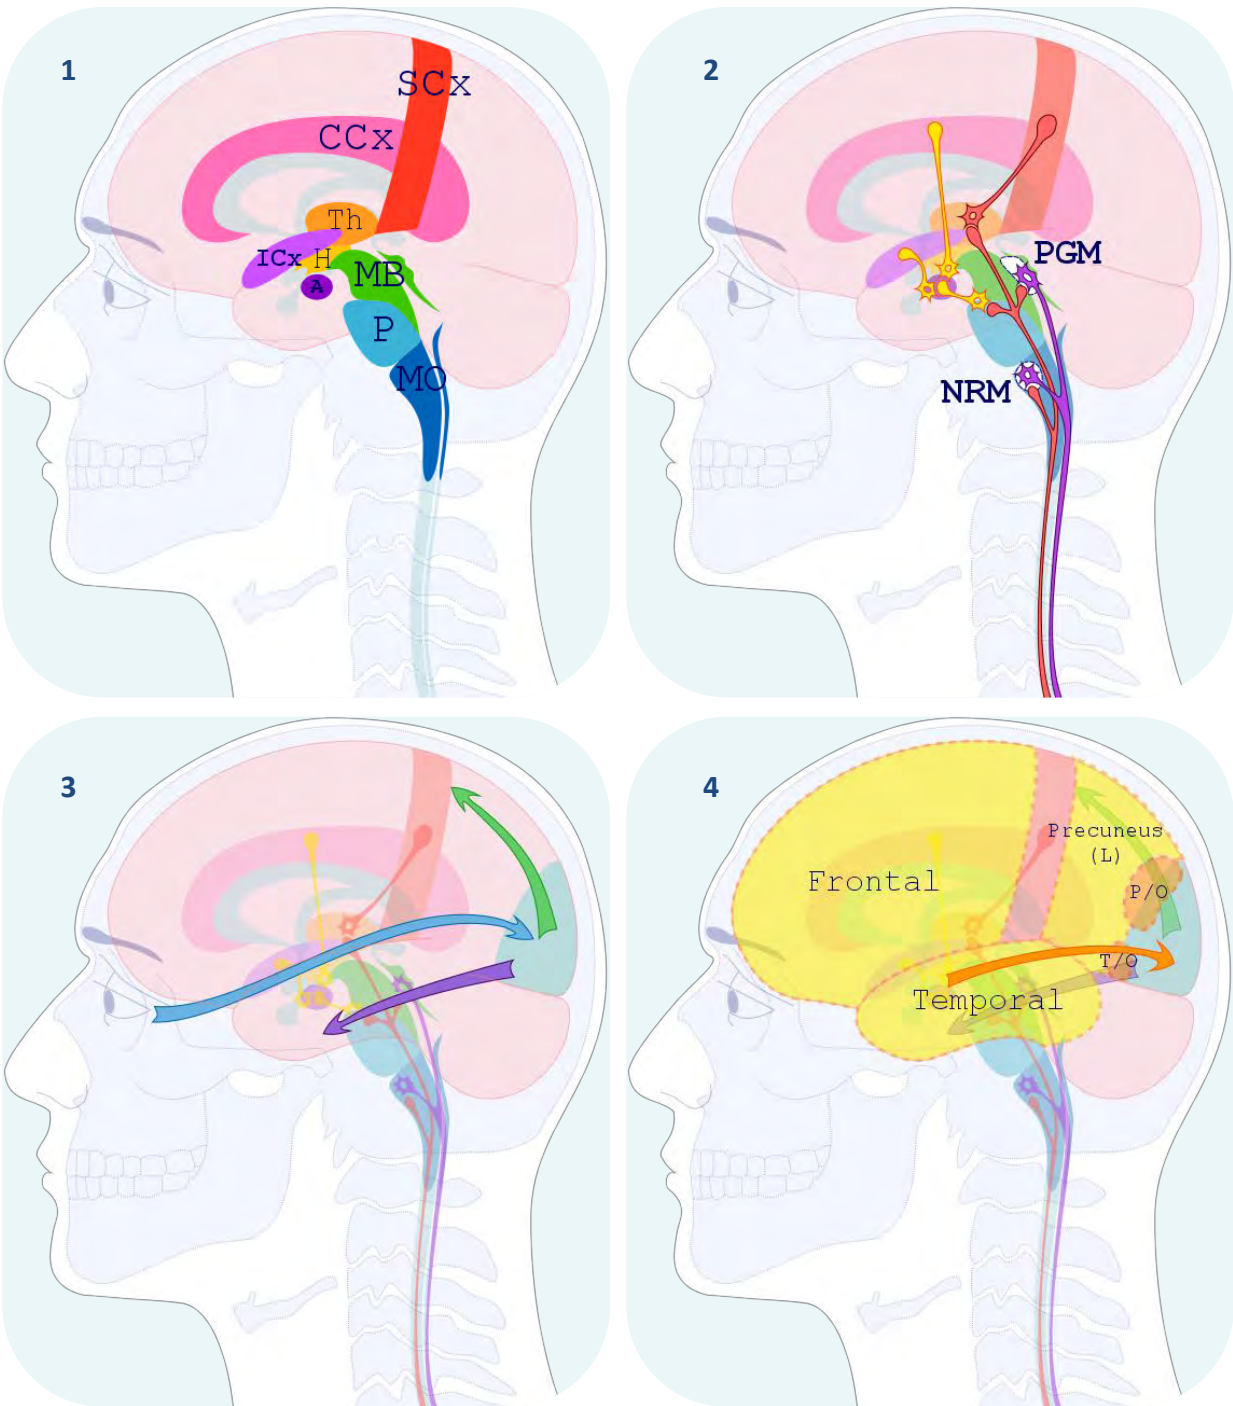 1
SCx
CCx
Th
ICx H
A
MB
P
MO
2
PGM
NRM
3
4
Precuneus
(L)
Frontal
P/O
T/O
Temporal